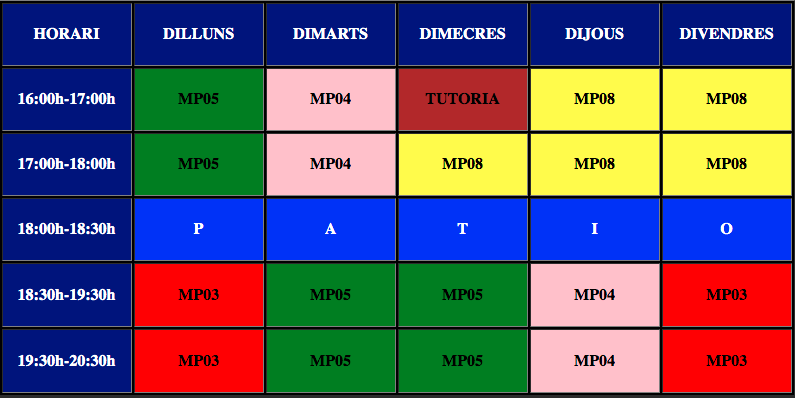 HORARI DILLUNS DIMARTS DIMECRES DIJOUS DIVENDRES
16:00h-17:00h MP05 MP04 TUTORIA MP08 MP08
17:00h-18:00h MP05 MP04 MP08 MP08 MP08
18:00h-18:30h P A T I O
18:30h-19:30h MP03 MP05 MP05 MP04 MP03
19:30h-20:30h MP03 MP05 MP05 MP04 MP03